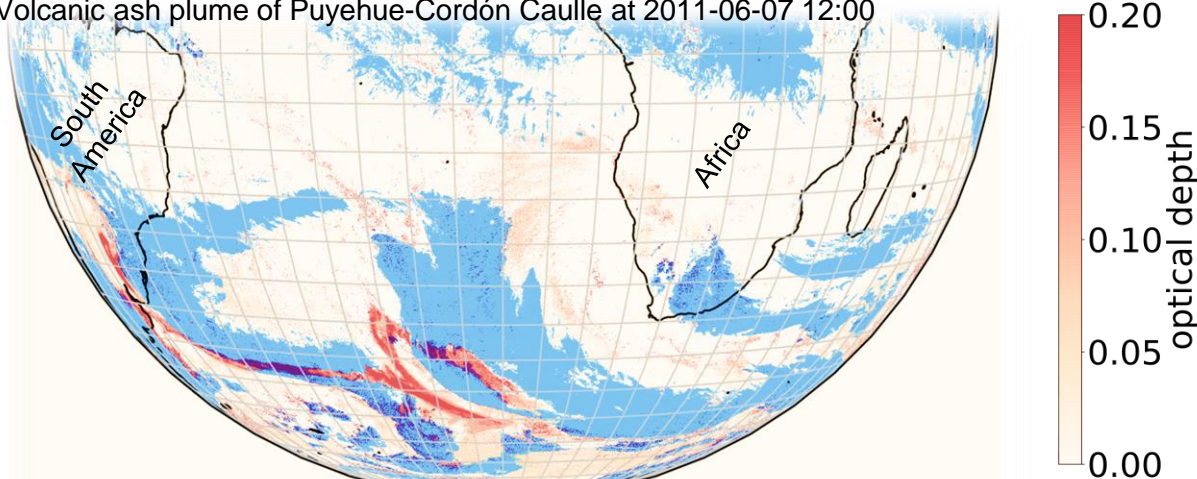 Volcanic ash plume of Puyehue-Cordón Caulle at 2011-06-07 12:00
South
America
Africa
0.20
0.15
0.10
0.05
0.00
optical depth